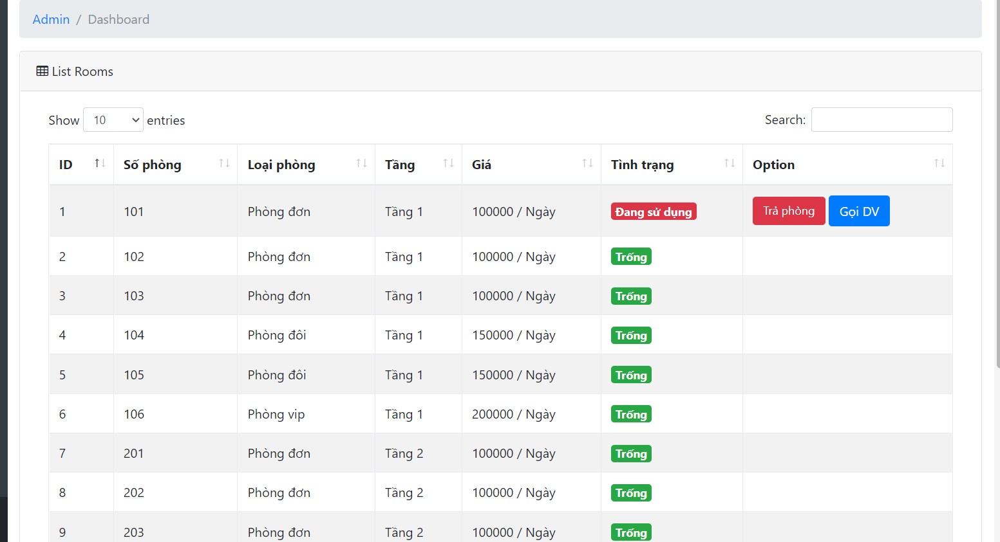 Admin / Dashboard
List Rooms
Show 10 entries Search:
ID Số phòng Loại phòng Tầng Giá Tình trạng Option
1 101 Phòng đơn Tầng 1 100000 / Ngày Đang sử dụng Trả phòng Gọi DV
2 102 Phòng đơn Tầng 1 100000 / Ngày Trống
3 103 Phòng đơn Tầng 1 100000 / Ngày Trống
4 104 Phòng đôi Tầng 1 150000 / Ngày Trống
5 105 Phòng đôi Tầng 1 150000 / Ngày Trống
6 106 Phòng vip Tầng 1 200000 / Ngày Trống
7 201 Phòng đơn Tầng 2 100000 / Ngày Trống
8 202 Phòng đơn Tầng 2 100000 / Ngày Trống
9 203 Phòng đơn Tầng 2 100000 / Ngày Trống